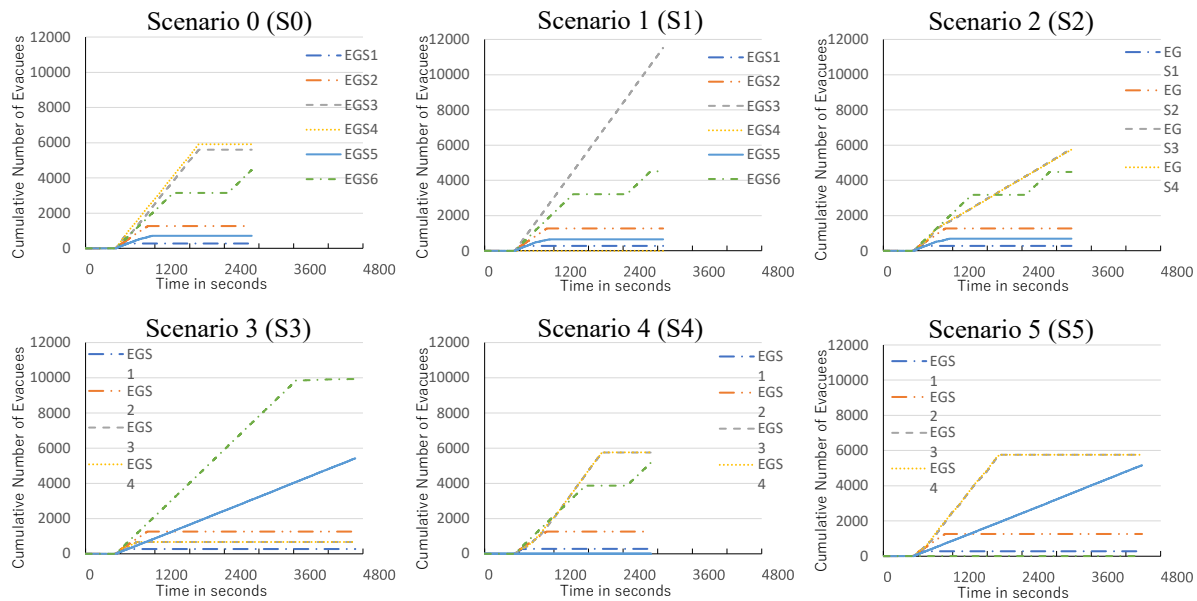 Scenario 0 (S0)
Cumulative Number of Evacuees
12000
10000
8000
6000
4000
2000
0
0 1200 2400 3600 4800
Time in seconds
EGS1
EGS2
EGS3
EGS4
EGS5
EGS6
Scenario 1 (S1)
Cumulative Number of Evacuees
12000
10000
8000
6000
4000
2000
0
0 1200 2400 3600 4800
Time in seconds
EGS1
EGS2
EGS3
EGS4
EGS5
EGS6
Scenario 2 (S2)
Cumulative Number of Evacuees
12000
10000
8000
6000
4000
2000
0
0 1200 2400 3600 4800
Time in seconds
EG
S1
EG
S2
EG
S3
EG
S4
Scenario 3 (S3)
Cumulative Number of Evacuees
12000
10000
8000
6000
4000
2000
0
0 1200 2400 3600 4800
Time in seconds
EGS
1
EGS
2
EGS
3
EGS
4
Scenario 4 (S4)
Cumulative Number of Evacuees
12000
10000
8000
6000
4000
2000
0
0 1200 2400 3600 4800
Time in seconds
EGS
1
EGS
2
EGS
3
EGS
4
Scenario 5 (S5)
Cumulative Number of Evacuees
12000
10000
8000
6000
4000
2000
0
0 1200 2400 3600 4800
Time in seconds
EGS
1
EGS
2
EGS
3
EGS
4